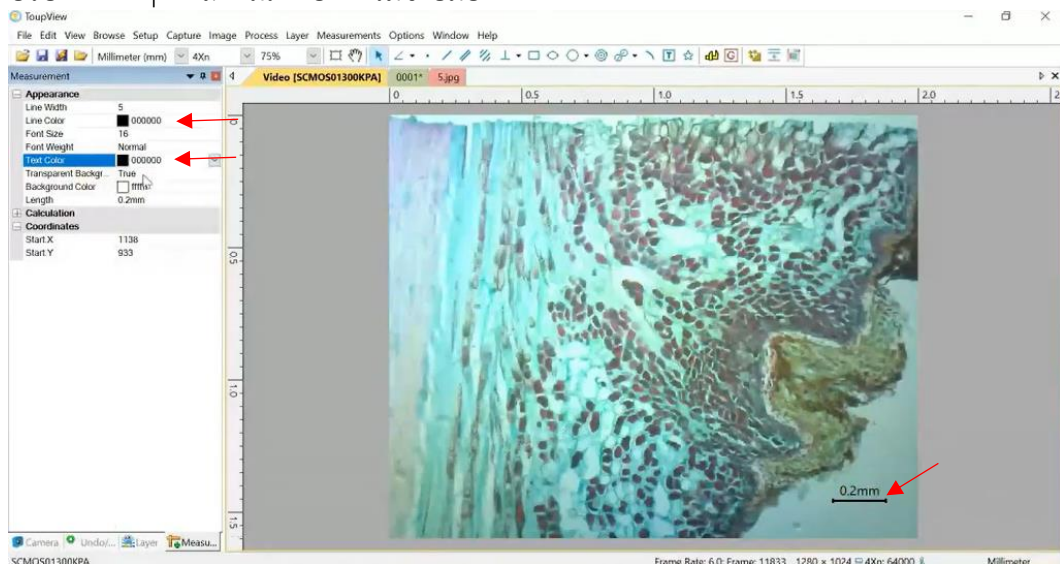 ToupView
File Edit View Browse Setup Capture Image Process Layer Measurements Options Window Help
Millimeter (mm) 4Xn 75%
Measurement
Video [SCMOS01300KPA] 0001* 5.jpg
Appearance
Line Width 5
Line Color 000000
Font Size 16
Font Weight Normal
Text Color 000000
Transparent Backgr... True
Background Color
Length 0.2mm
Calculation
Coordinates
Start X 1138
Start Y 933
0 0.5 1.0 1.5 2.0
0
0.5
1.0
1.5
0.2mm
Camera Undo/... Layer Measu...
SCMOS01300KPA Frame Rate: 6.0; Frame: 11833 1280 × 1024 4Xn; 64000 Millimeter